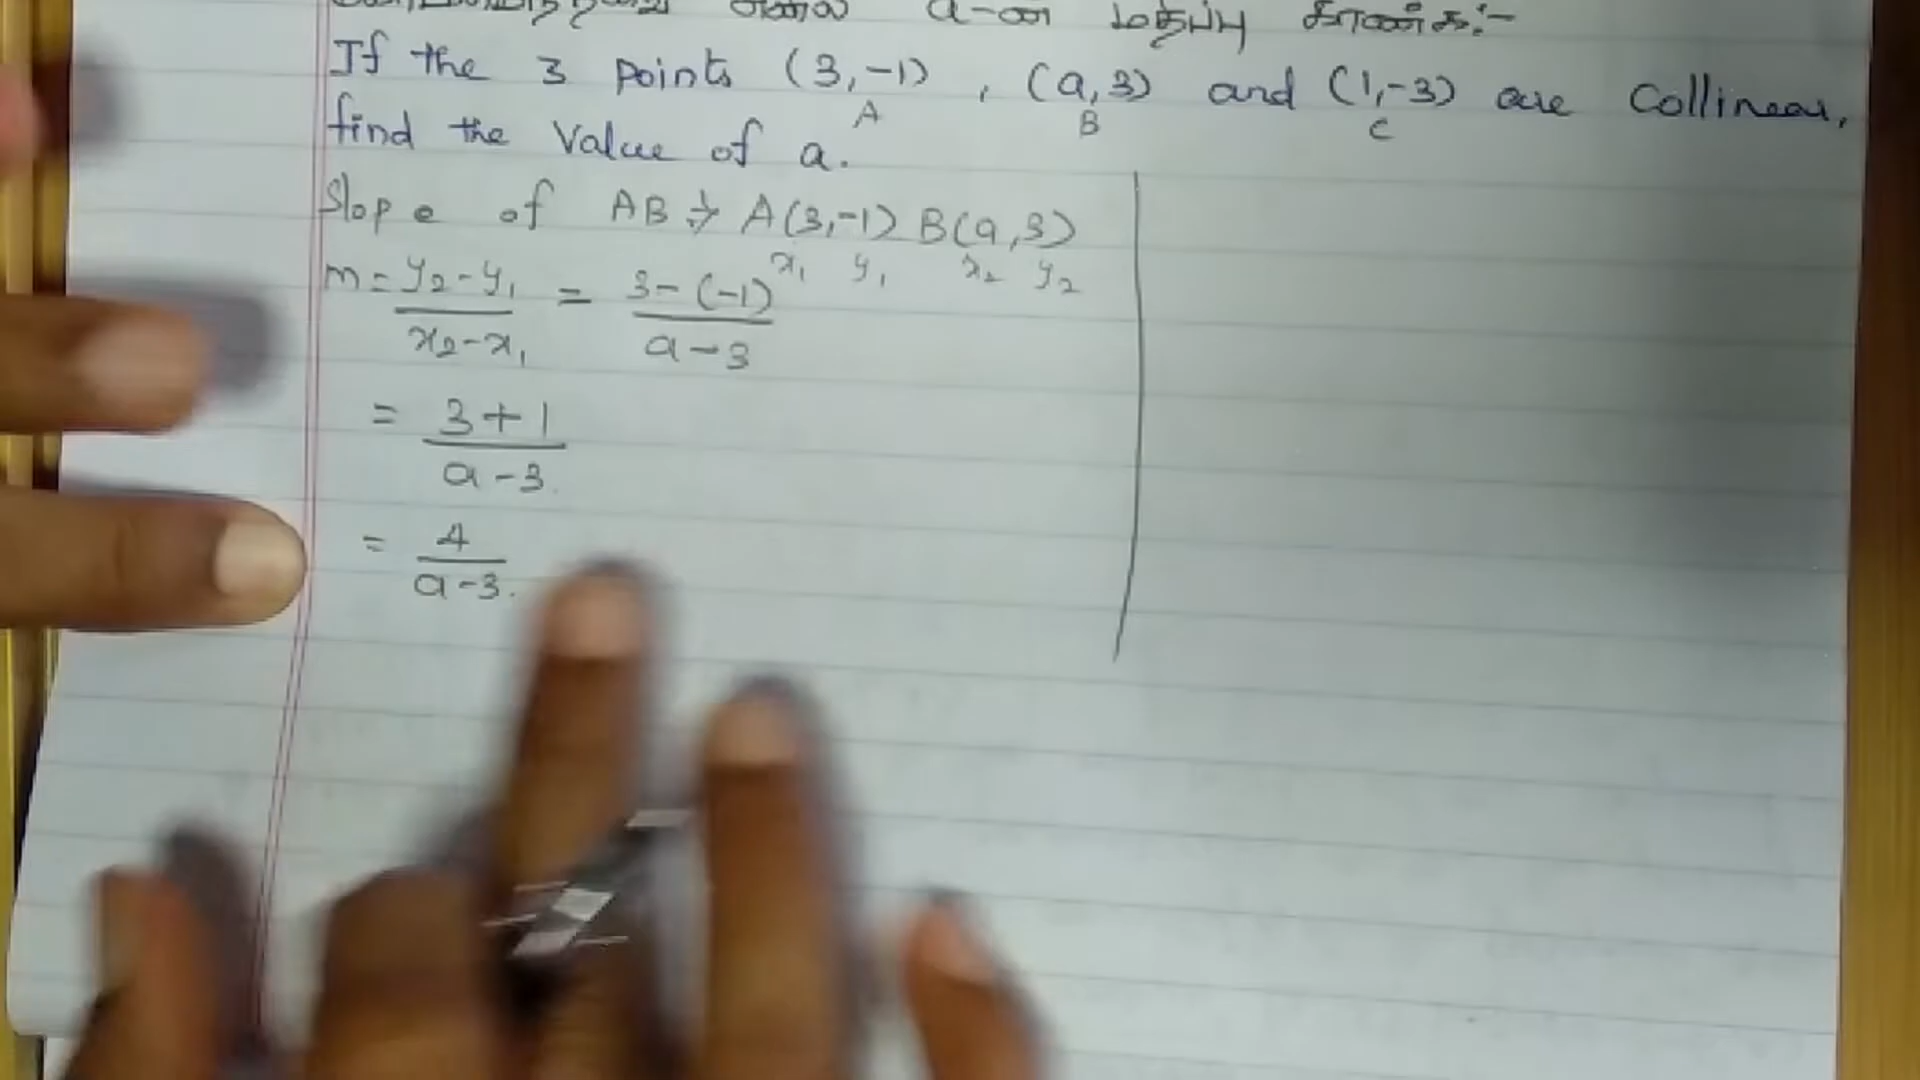 என்ன a-ன் மதிப்பு காண்க:-
If the 3 points (3,-1) , (a,3) and (1,-3) are Collinear,
A B C
find the Value of a.
Slope of AB ⇒ A(3,-1) B(a,3)
x₁ y₁ x₂ y₂
m = y₂-y₁ / x₂-x₁ = 3-(-1) / a-3
= 3+1 / a-3
= 4 / a-3.